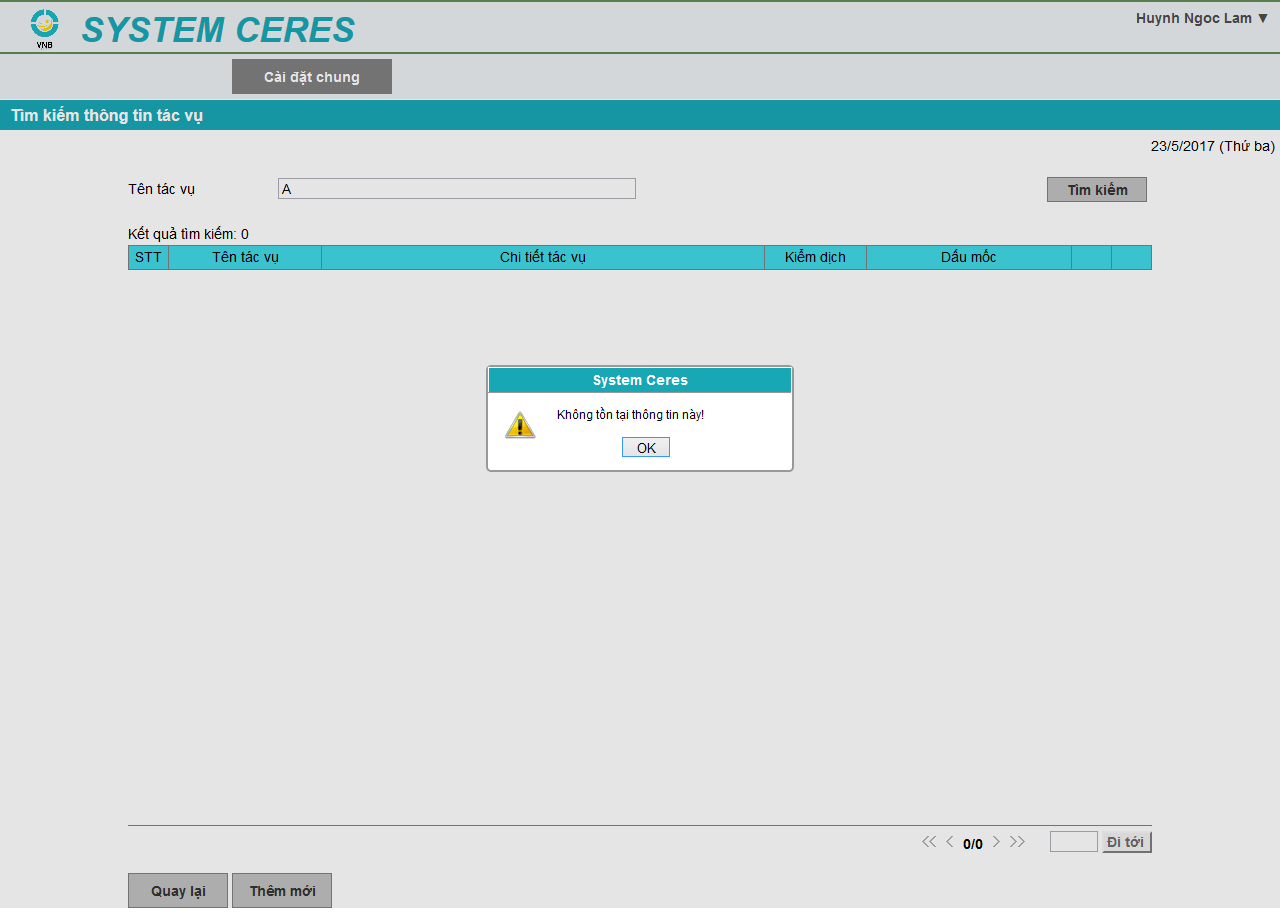 VNB
SYSTEM CERES
Huynh Ngoc Lam ▼
Cài đặt chung
Tìm kiếm thông tin tác vụ
23/5/2017 (Thứ ba)
Tên tác vụ A Tìm kiếm
Kết quả tìm kiếm: 0
STT Tên tác vụ Chi tiết tác vụ Kiểm dịch Dấu mốc
System Ceres
Không tồn tại thông tin này!
OK
0/0 Đi tới
Quay lại Thêm mới